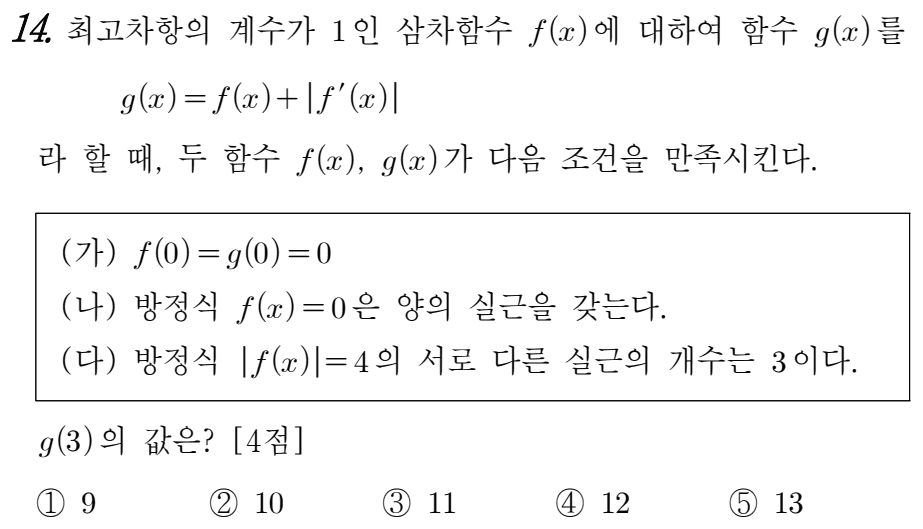 14. 최고차항의 계수가 1인 삼차함수 f(x)에 대하여 함수 g(x)를
g(x)=f(x)+|f′(x)|
라 할 때, 두 함수 f(x), g(x)가 다음 조건을 만족시킨다.
(가) f(0)=g(0)=0
(나) 방정식 f(x)=0은 양의 실근을 갖는다.
(다) 방정식 |f(x)|=4의 서로 다른 실근의 개수는 3이다.
g(3)의 값은? [4점]
① 9 ② 10 ③ 11 ④ 12 ⑤ 13